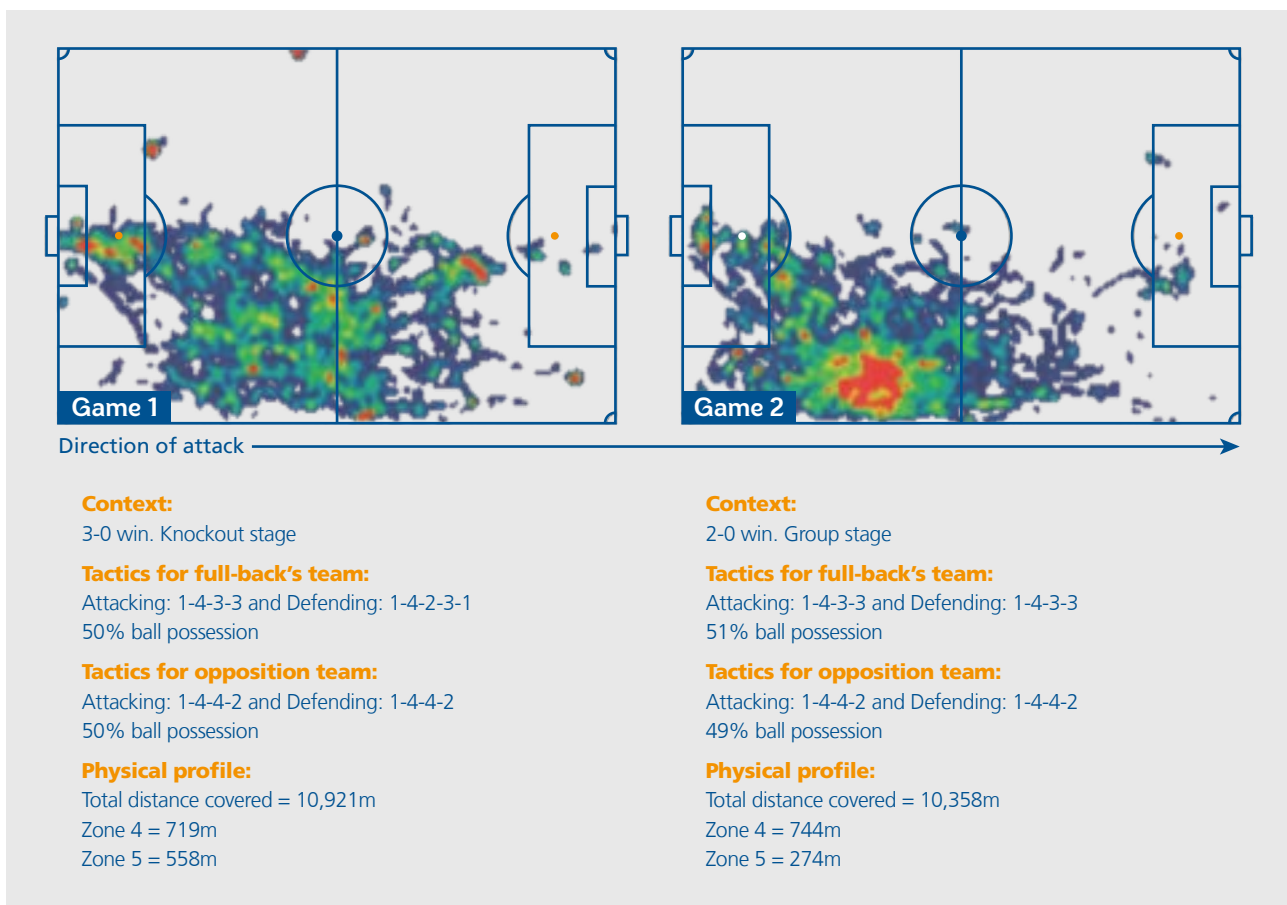 Game 1
Game 2
Direction of attack
Context:
3-0 win. Knockout stage
Tactics for full-back’s team:
Attacking: 1-4-3-3 and Defending: 1-4-2-3-1
50% ball possession
Tactics for opposition team:
Attacking: 1-4-4-2 and Defending: 1-4-4-2
50% ball possession
Physical profile:
Total distance covered = 10,921m
Zone 4 = 719m
Zone 5 = 558m
Context:
2-0 win. Group stage
Tactics for full-back’s team:
Attacking: 1-4-3-3 and Defending: 1-4-3-3
51% ball possession
Tactics for opposition team:
Attacking: 1-4-4-2 and Defending: 1-4-4-2
49% ball possession
Physical profile:
Total distance covered = 10,358m
Zone 4 = 744m
Zone 5 = 274m